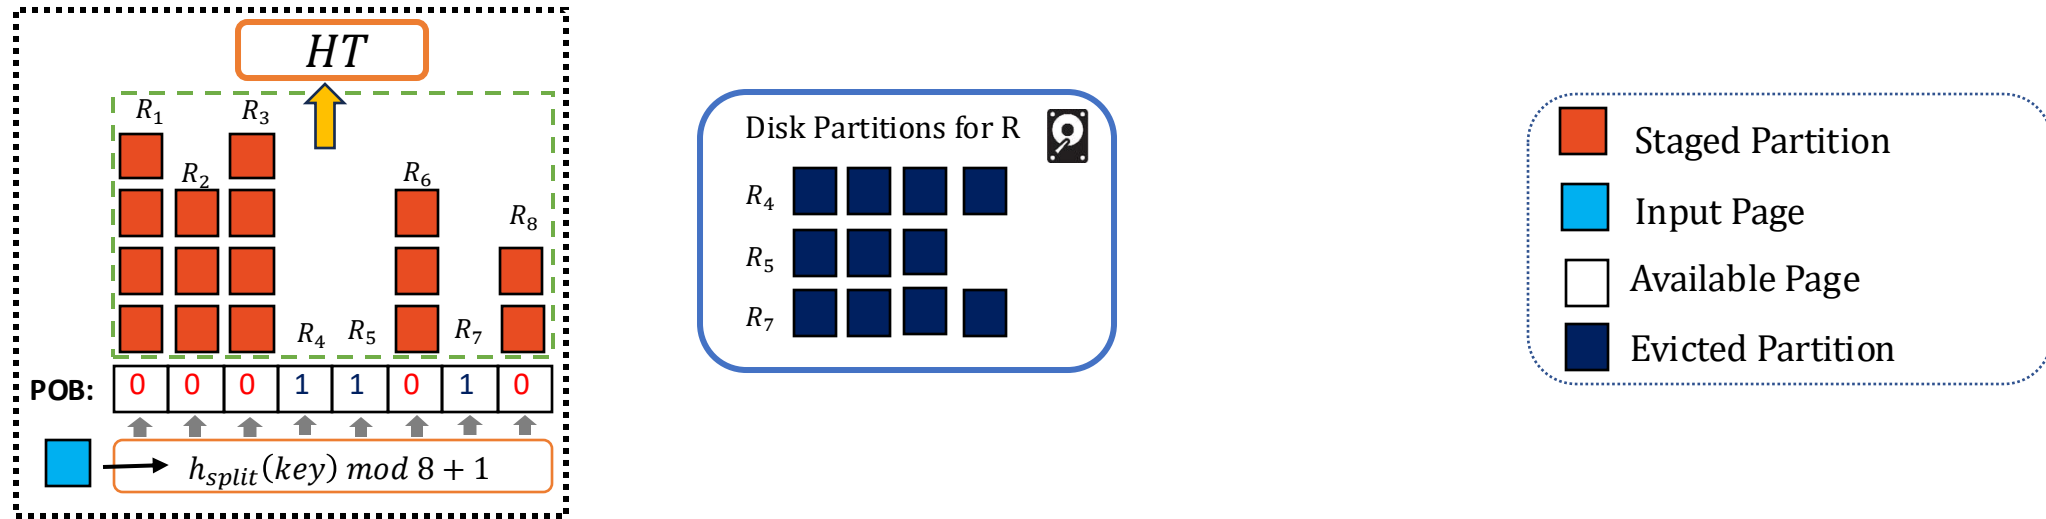 HT
R₁
R₃
R₂
R₆
R₈
R₄
R₅
R₇
POB: 0 0 0 1 1 0 1 0
h_split(key) mod 8 + 1
Disk Partitions for R
R₄
R₅
R₇
Staged Partition
Input Page
Available Page
Evicted Partition